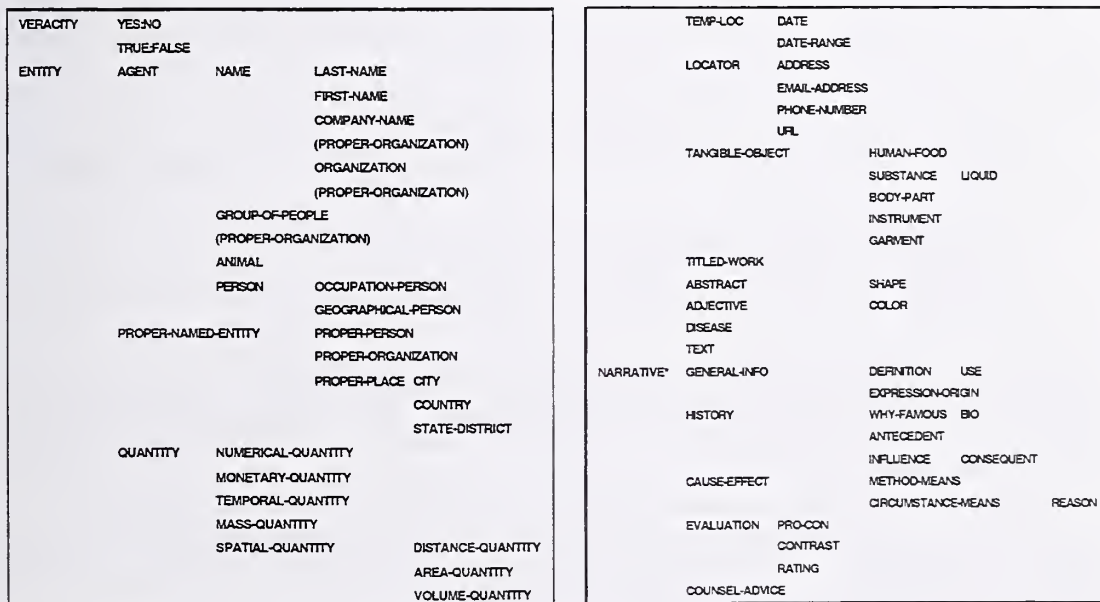 VERACITY YES:NO
TRUE:FALSE
ENTITY AGENT NAME LAST-NAME
FIRST-NAME
COMPANY-NAME
(PROPER-ORGANIZATION)
ORGANIZATION
(PROPER-ORGANIZATION)
GROUP-OF-PEOPLE
(PROPER-ORGANIZATION)
ANIMAL
PERSON OCCUPATION-PERSON
GEOGRAPHICAL-PERSON
PROPER-NAMED-ENTITY PROPER-PERSON
PROPER-ORGANIZATION
PROPER-PLACE CITY
COUNTRY
STATE-DISTRICT
QUANTITY NUMERICAL-QUANTITY
MONETARY-QUANTITY
TEMPORAL-QUANTITY
MASS-QUANTITY
SPATIAL-QUANTITY DISTANCE-QUANTITY
AREA-QUANTITY
VOLUME-QUANTITY
TEMP-LOC DATE
DATE-RANGE
LOCATOR ADDRESS
EMAIL-ADDRESS
PHONE-NUMBER
URL
TANGIBLE-OBJECT HUMAN-FOOD
SUBSTANCE LIQUID
BODY-PART
INSTRUMENT
GARMENT
TITLED-WORK
ABSTRACT SHAPE
ADJECTIVE COLOR
DISEASE
TEXT
NARRATIVE* GENERAL-INFO DEFINITION USE
EXPRESSION-ORIGIN
HISTORY WHY-FAMOUS BIO
ANTECEDENT
INFLUENCE CONSEQUENT
CAUSE-EFFECT METHOD-MEANS
CIRCUMSTANCE-MEANS REASON
EVALUATION PRO-CON
CONTRAST
RATING
COUNSEL-ADVICE